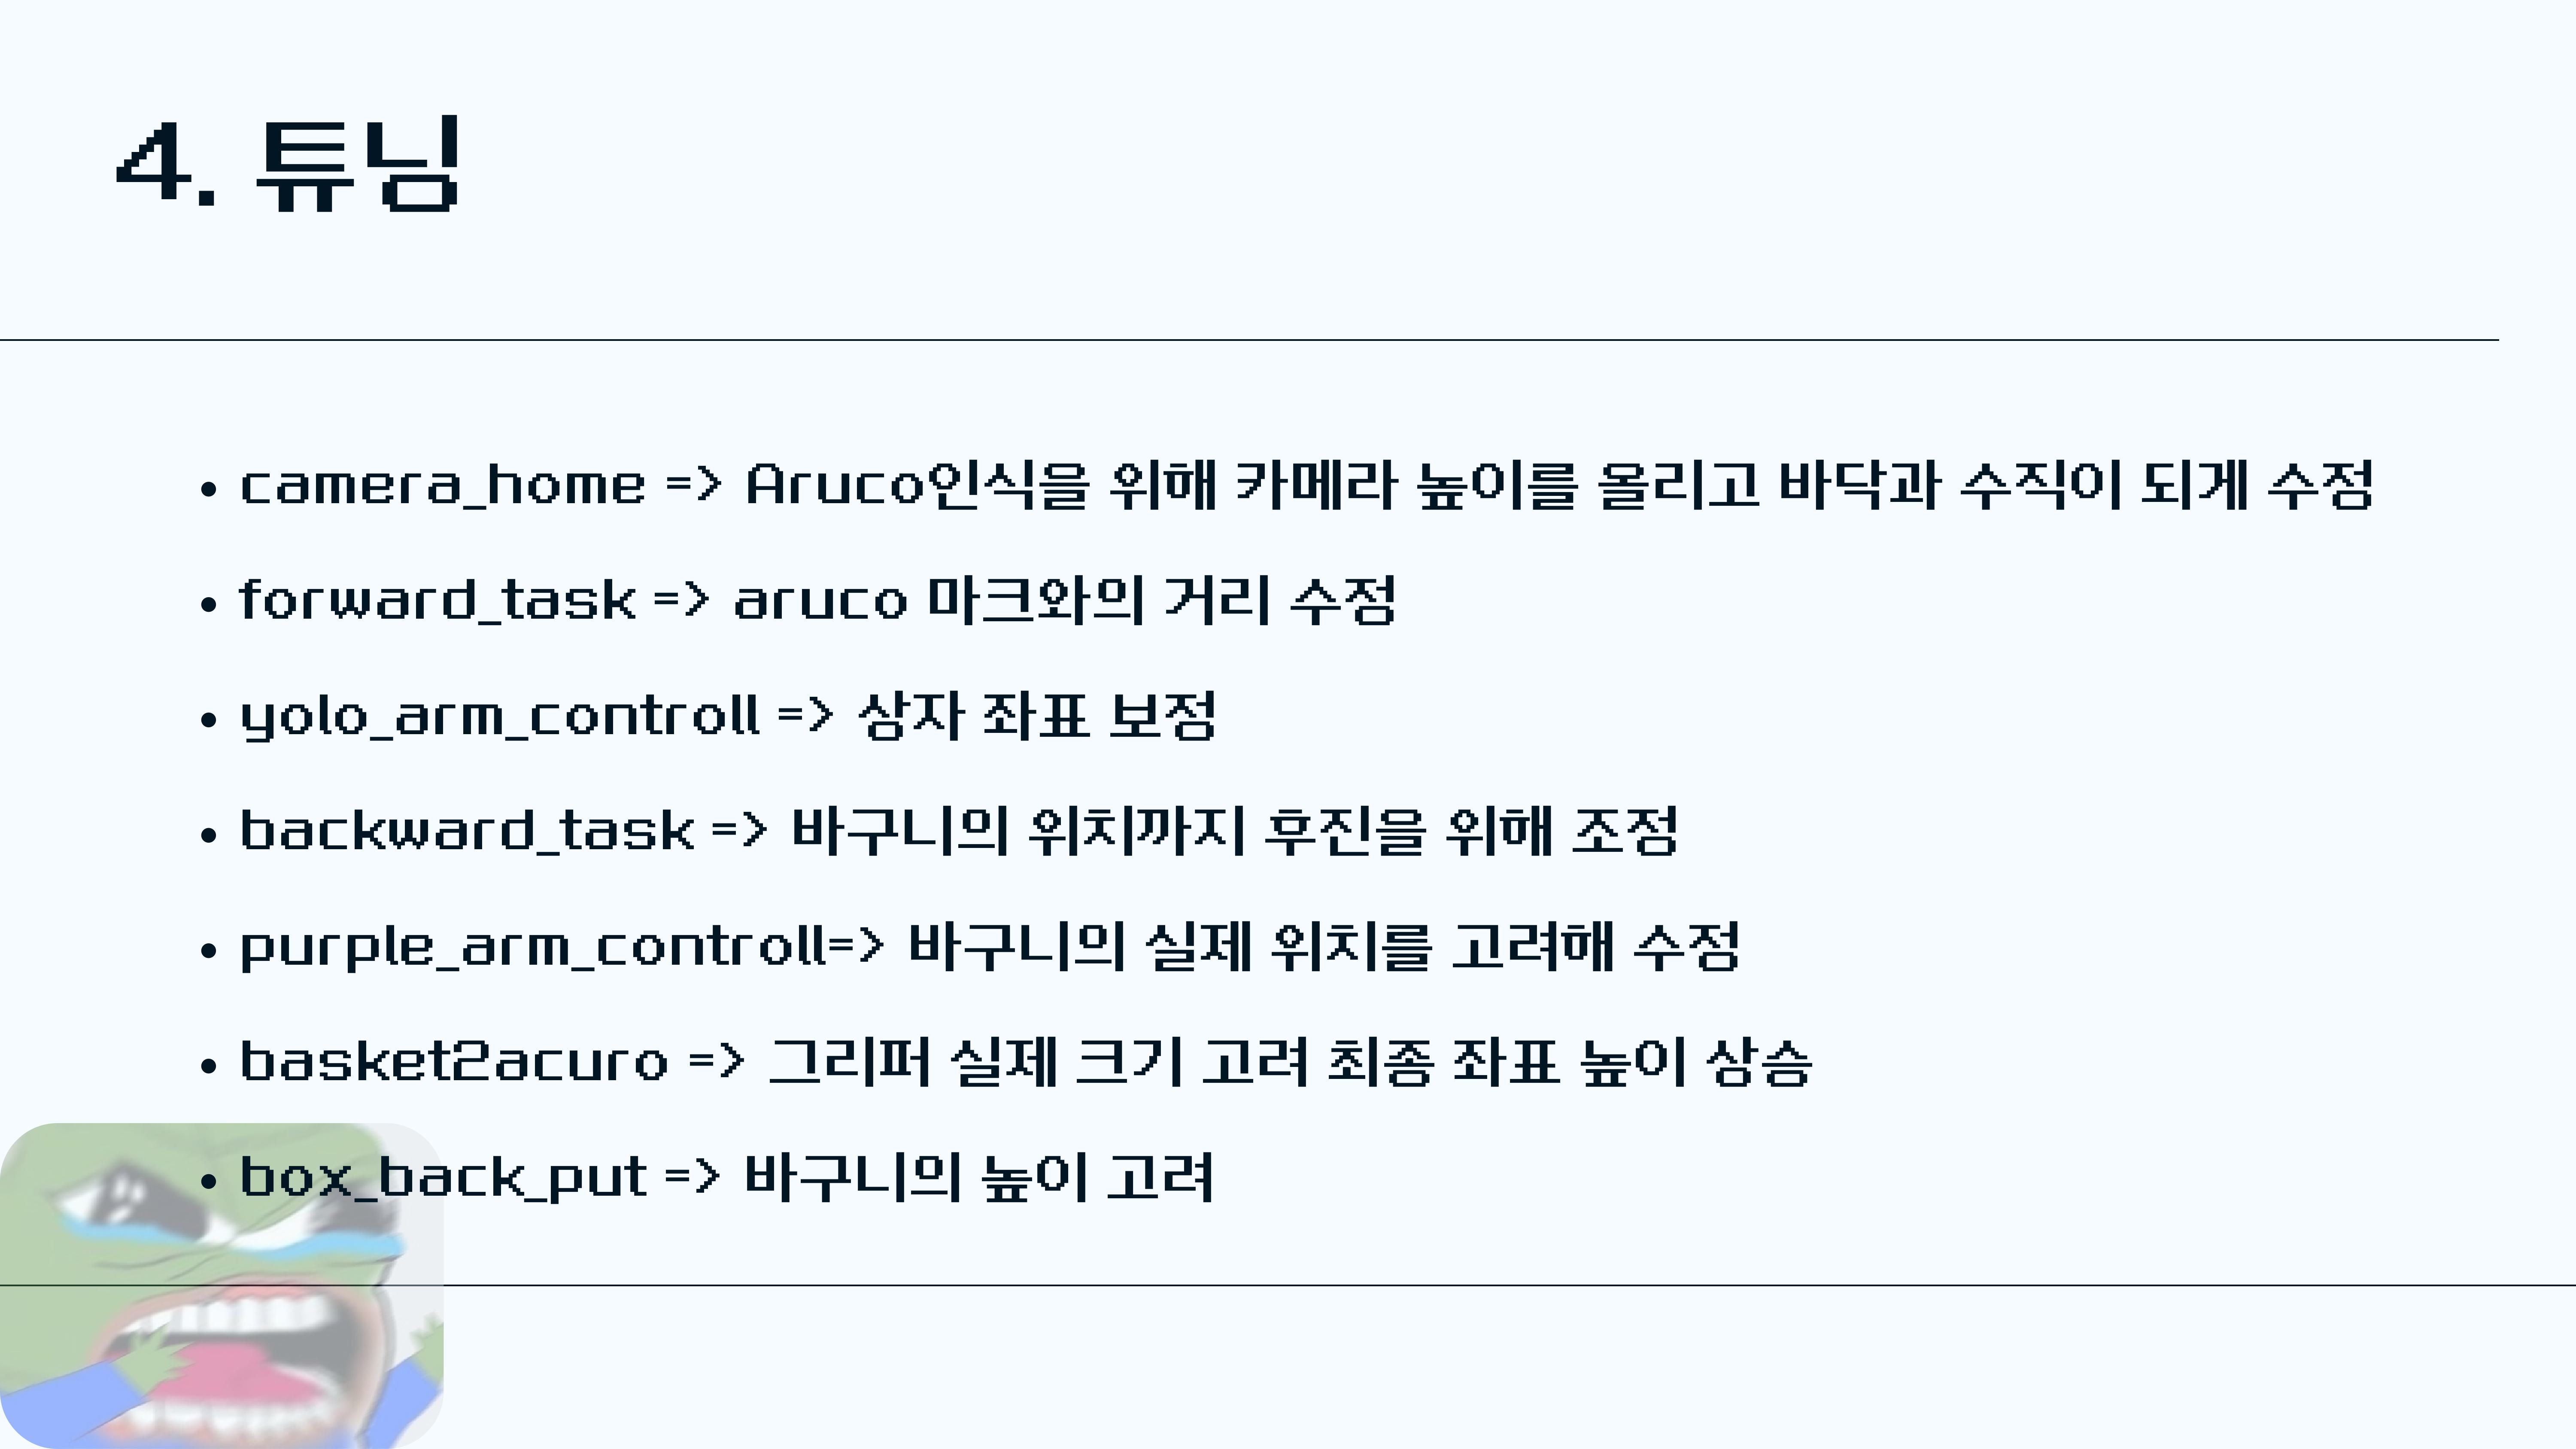 4. 튜닝
• camera_home => Aruco인식을 위해 카메라 높이를 올리고 바닥과 수직이 되게 수정
• forward_task => aruco 마크와의 거리 수정
• yolo_arm_controll => 상자 좌표 보정
• backward_task => 바구니의 위치까지 후진을 위해 조정
• purple_arm_controll=> 바구니의 실제 위치를 고려해 수정
• basket2acuro => 그리퍼 실제 크기 고려 최종 좌표 높이 상승
• box_back_put => 바구니의 높이 고려